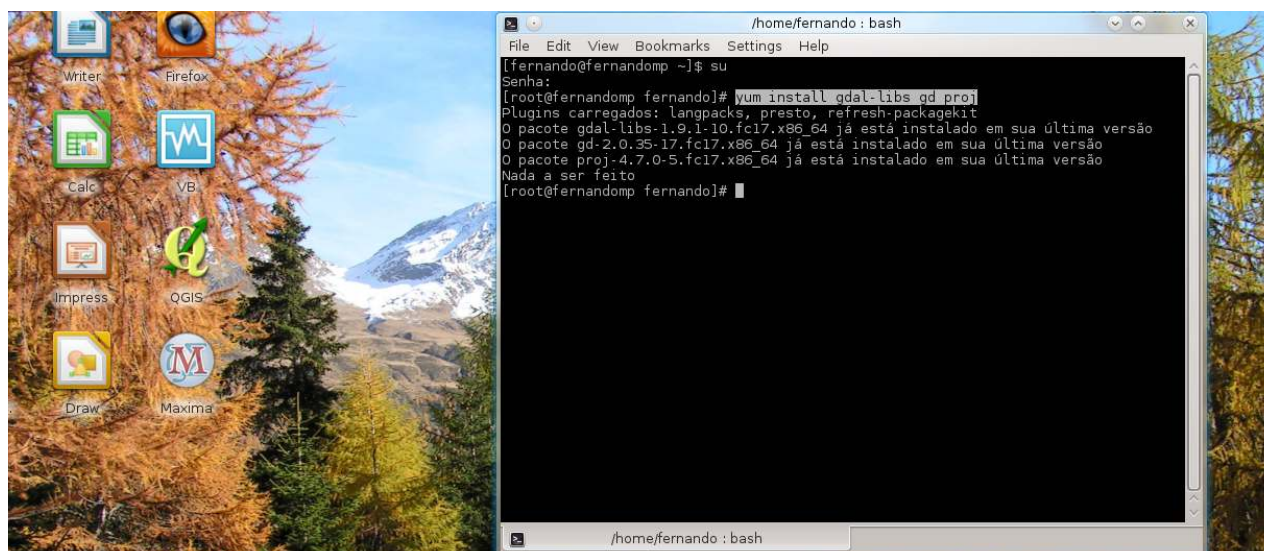 Writer
Firefox
Calc
VB
Impress
QGIS
Draw
Maxima
/home/fernando : bash
File Edit View Bookmarks Settings Help
[fernando@fernandomp ~]$ su
Senha:
[root@fernandomp fernando]# yum install gdal-libs gd proj
Plugins carregados: langpacks, presto, refresh-packagekit
O pacote gdal-libs-1.9.1-10.fc17.x86_64 já está instalado em sua última versão
O pacote gd-2.0.35-17.fc17.x86_64 já está instalado em sua última versão
O pacote proj-4.7.0-5.fc17.x86_64 já está instalado em sua última versão
Nada a ser feito
[root@fernandomp fernando]#
/home/fernando : bash